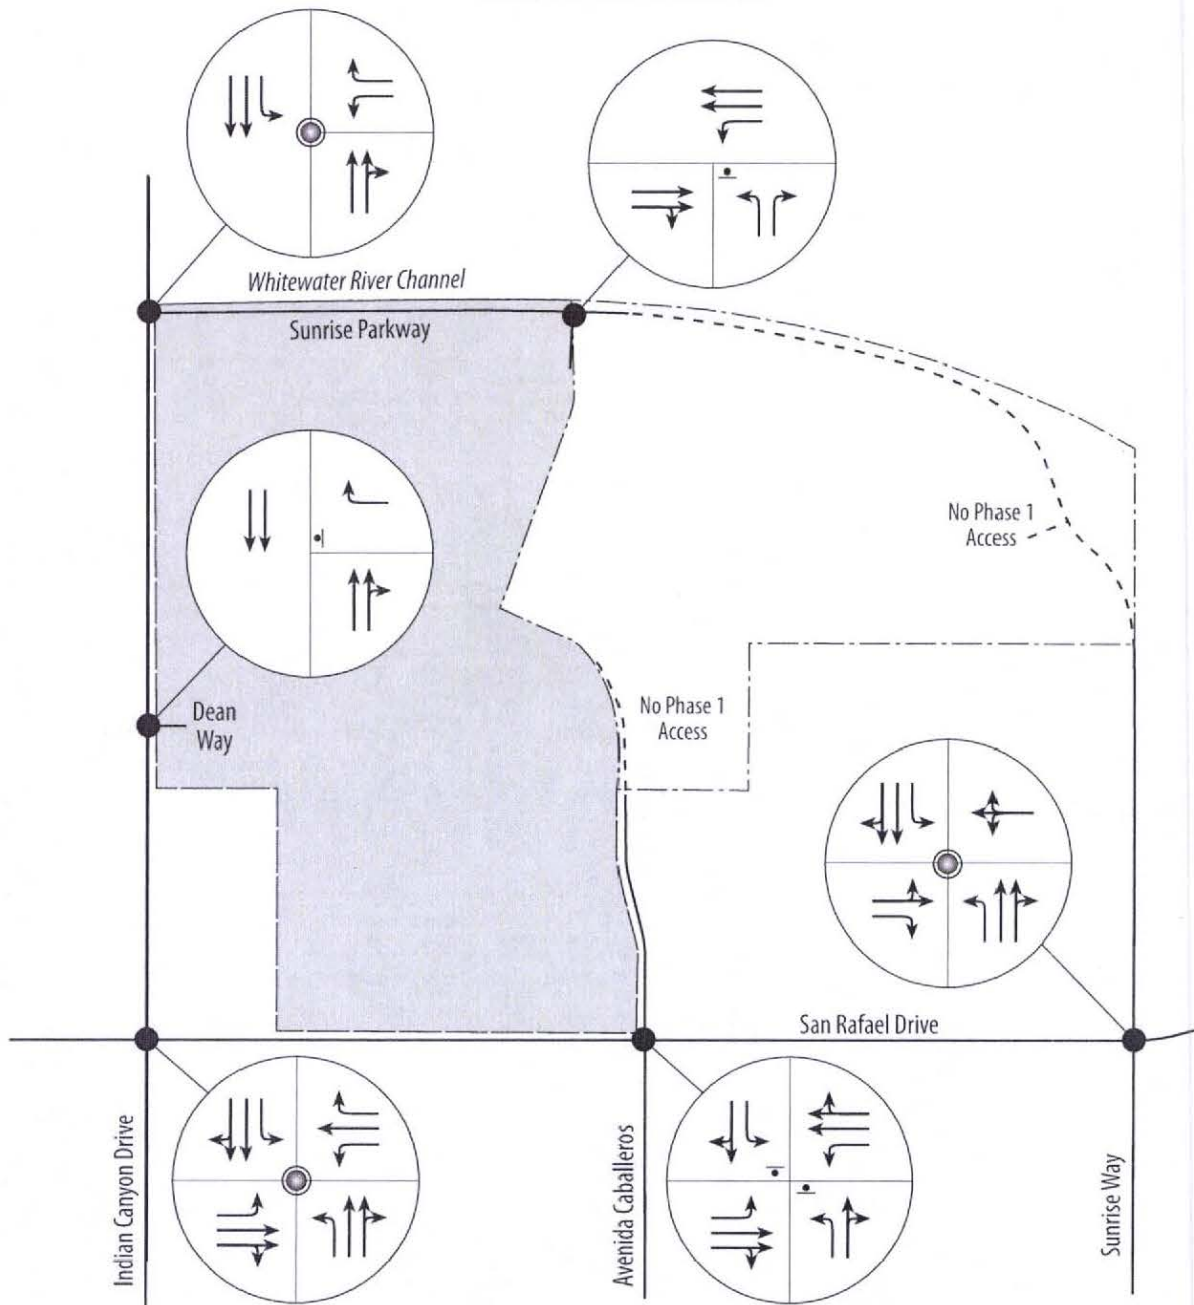 Whitewater River Channel
Sunrise Parkway
No Phase 1
Access
Dean
Way
No Phase 1
Access
San Rafael Drive
Indian Canyon Drive
Avenida Caballeros
Sunrise Way